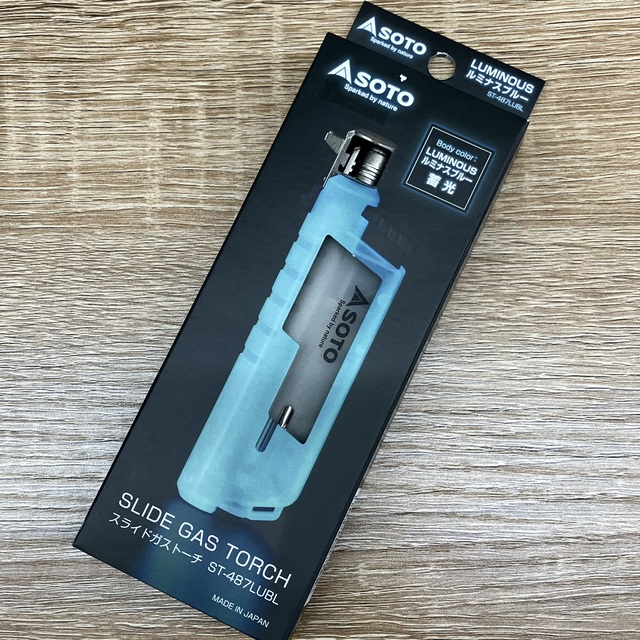 SOTO
Sparked by nature
LUMINOUS
ルミナスブルー
ST-487LUBL
SOTO
Sparked by nature
Body color:
LUMINOUS
ルミナスブルー
蓄光
SOTO
Sparked by nature
SLIDE GAS TORCH
スライドガストーチ ST-487LUBL
MADE IN JAPAN